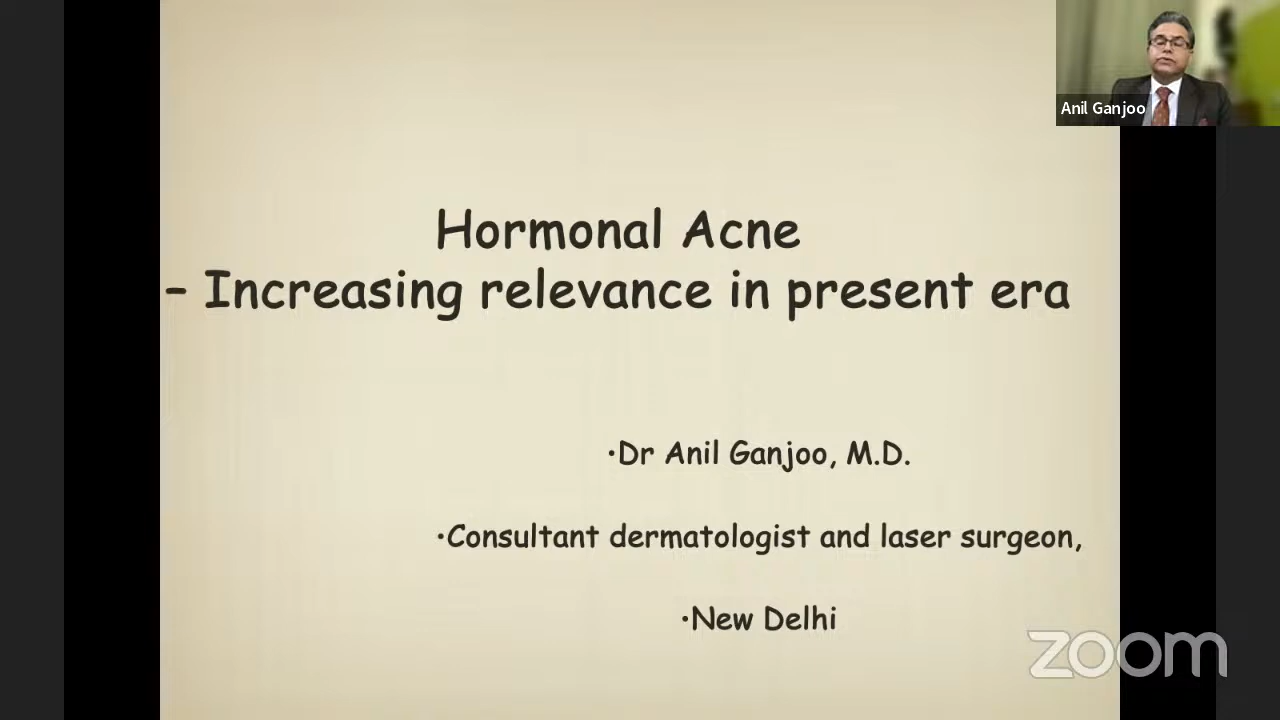 Anil Ganjoo
Hormonal Acne
– Increasing relevance in present era
•Dr Anil Ganjoo, M.D.
•Consultant dermatologist and laser surgeon,
•New Delhi
zoom